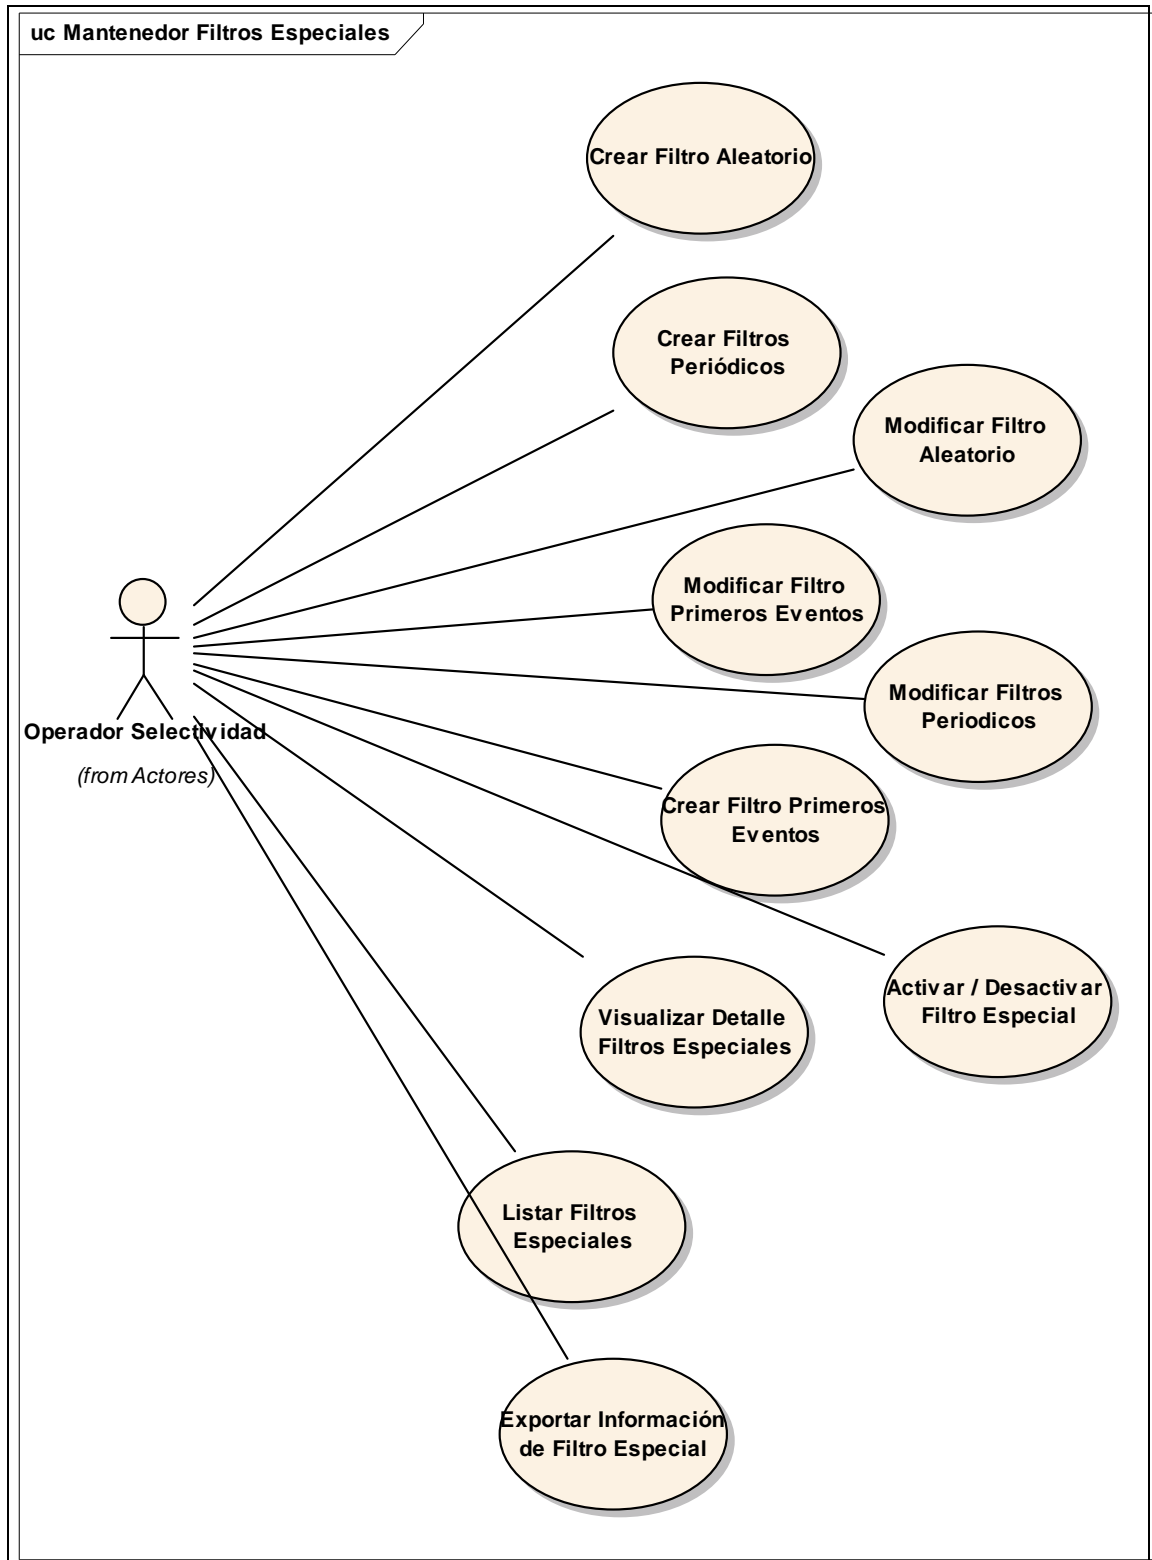 uc Mantenedor Filtros Especiales
Crear Filtro Aleatorio
Crear Filtros
Periódicos
Modificar Filtro
Aleatorio
Modificar Filtro
Primeros Eventos
Modificar Filtros
Periodicos
Operador Selectividad
(from Actores)
Crear Filtro Primeros
Eventos
Activar / Desactivar
Filtro Especial
Visualizar Detalle
Filtros Especiales
Listar Filtros
Especiales
Exportar Información
de Filtro Especial